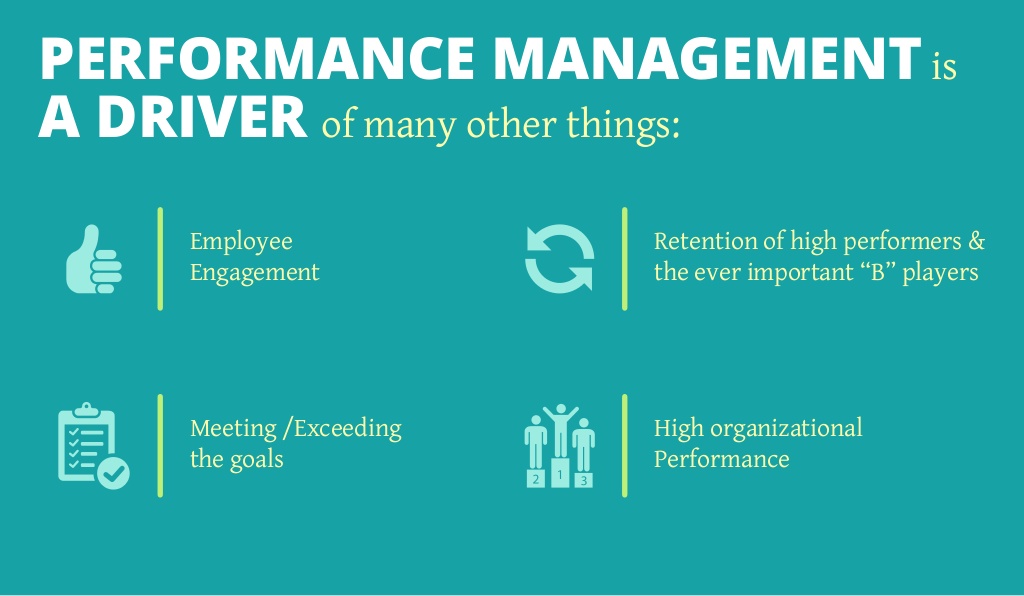 PERFORMANCE MANAGEMENT is
A DRIVER of many other things:
Employee
Engagement
Retention of high performers &
the ever important “B” players
Meeting /Exceeding
the goals
2 1 3
High organizational
Performance